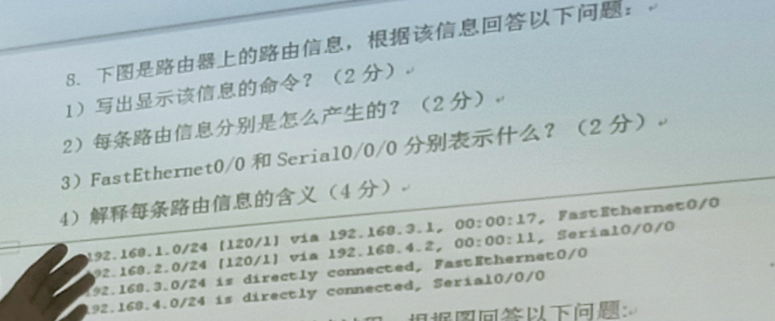 8. 下图是路由器上的路由信息，根据该信息回答以下问题：
1）写出显示该信息的命令？（2 分）
2）每条路由信息分别是怎么产生的？（2 分）
3）FastEthernet0/0 和 Serial0/0/0 分别表示什么？（2 分）
4）解释每条路由信息的含义（4 分）
192.168.1.0/24 [120/1] via 192.168.3.1, 00:00:17, FastEthernet0/0
192.168.2.0/24 [120/1] via 192.168.4.2, 00:00:11, Serial0/0/0
192.168.3.0/24 is directly connected, FastEthernet0/0
192.168.4.0/24 is directly connected, Serial0/0/0
根据图回答以下问题: